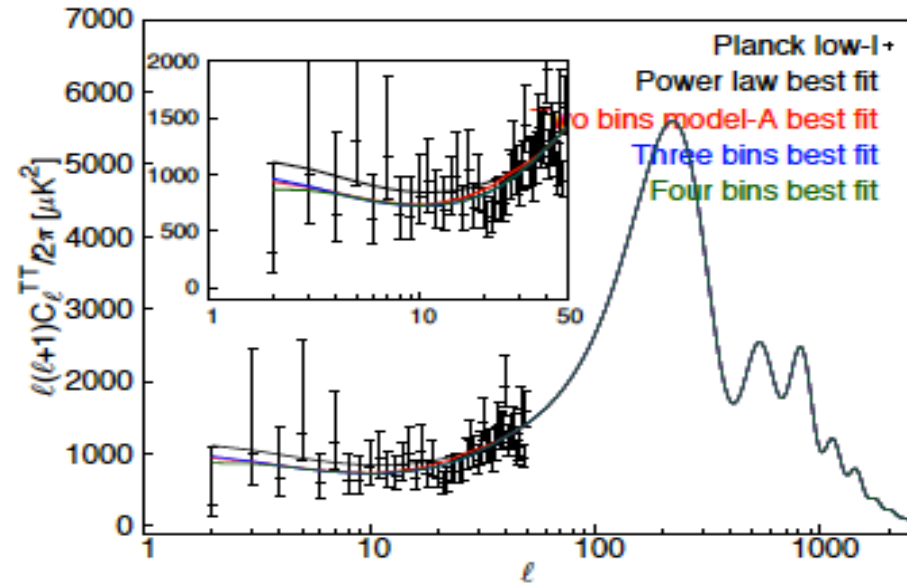 7000
6000
5000
4000
3000
2000
1000
0
ℓ(ℓ+1)C_ℓ^TT/2π [μK²]
1
10
100
1000
ℓ
2000
1500
1000
500
0
1
10
50
Planck low-l
Power law best fit
Two bins model-A best fit
Three bins best fit
Four bins best fit